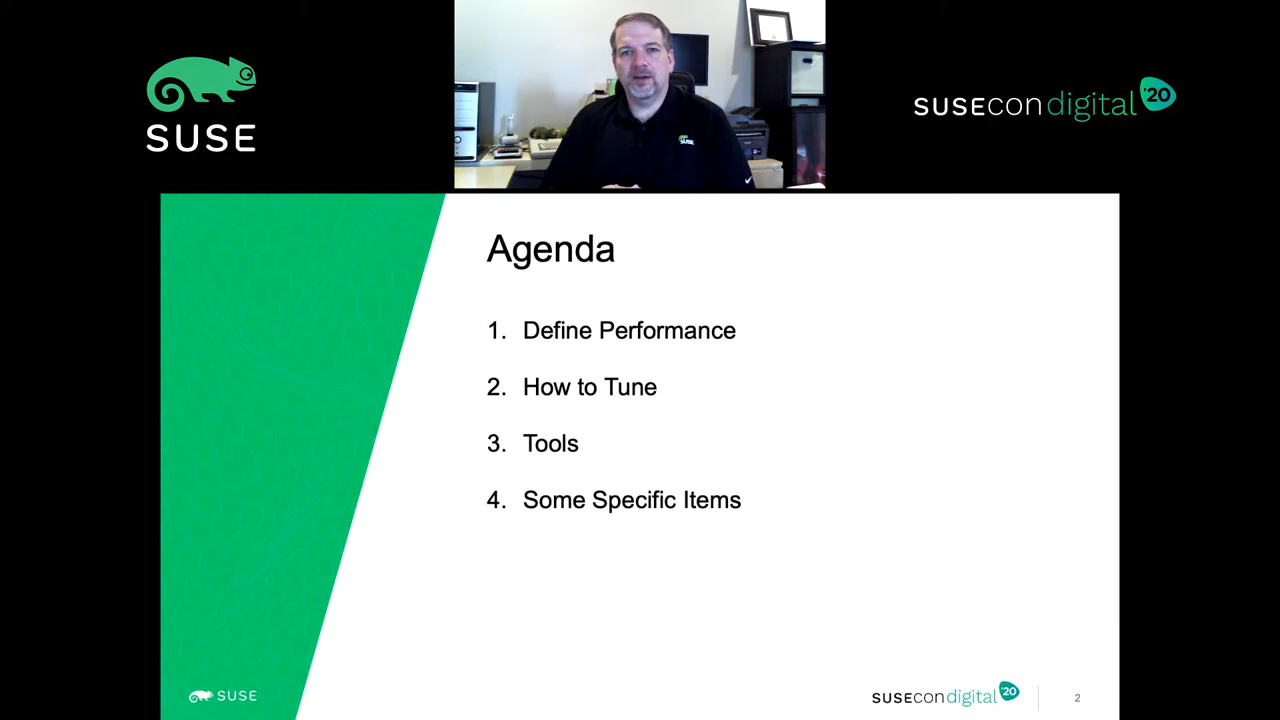 SUSE
SUSEcon digital '20
SUSE
Agenda
1. Define Performance
2. How to Tune
3. Tools
4. Some Specific Items
SUSE
SUSEcon digital '20
2